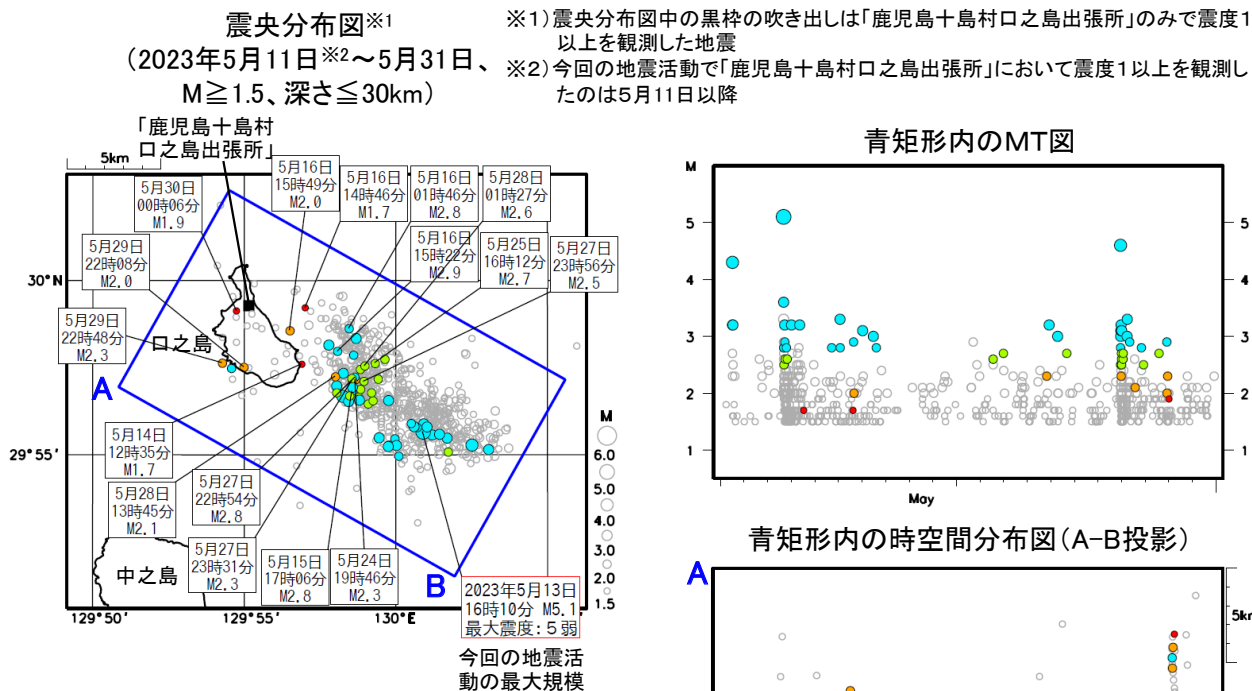 震央分布図※1
(2023年5月11日※2～5月31日、
M≧1.5、深さ≦30km)
※1)震央分布図中の黒枠の吹き出しは「鹿児島十島村口之島出張所」のみで震度1
以上を観測した地震
※2)今回の地震活動で「鹿児島十島村口之島出張所」において震度1以上を観測し
たのは5月11日以降
「鹿児島十島村
口之島出張所」
5km
5月30日
00時06分
M1.9
5月16日
15時49分
M2.0
5月16日
14時46分
M1.7
5月16日
01時46分
M2.8
5月28日
01時27分
M2.6
5月29日
22時08分
M2.0
5月16日
15時22分
M2.9
5月25日
16時12分
M2.7
5月27日
23時56分
M2.5
30°N
5月29日
22時48分
M2.3
口之島
A
5月14日
12時35分
M1.7
29°55′
5月28日
13時45分
M2.1
5月27日
22時54分
M2.8
5月27日
23時31分
M2.3
5月15日
17時06分
M2.8
5月24日
19時46分
M2.3
中之島
B
2023年5月13日
16時10分 M5.1
最大震度:5弱
今回の地震活
動の最大規模
129°50′
129°55′
130°E
M
6.0
5.0
4.0
3.0
2.0
1.5
青矩形内のMT図
M
5
5
4
4
3
3
2
2
1
1
May
青矩形内の時空間分布図(A-B投影)
A
5km